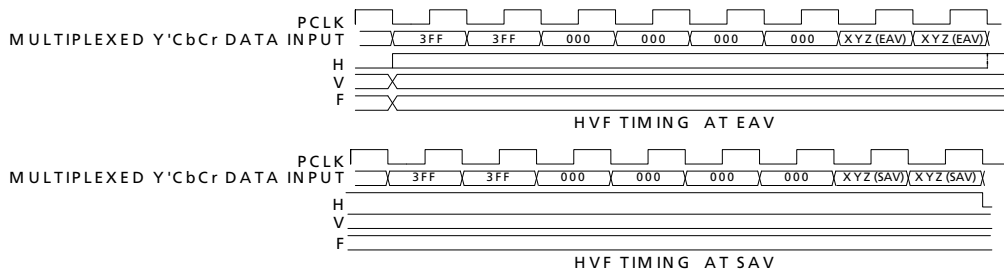 PCLK
MULTIPLEXED Y'CbCr DATA INPUT 3FF 3FF 000 000 000 000 XYZ (EAV) XYZ (EAV)
H
V
F
HVF TIMING AT EAV
PCLK
MULTIPLEXED Y'CbCr DATA INPUT 3FF 3FF 000 000 000 000 XYZ (SAV) XYZ (SAV)
H
V
F
HVF TIMING AT SAV